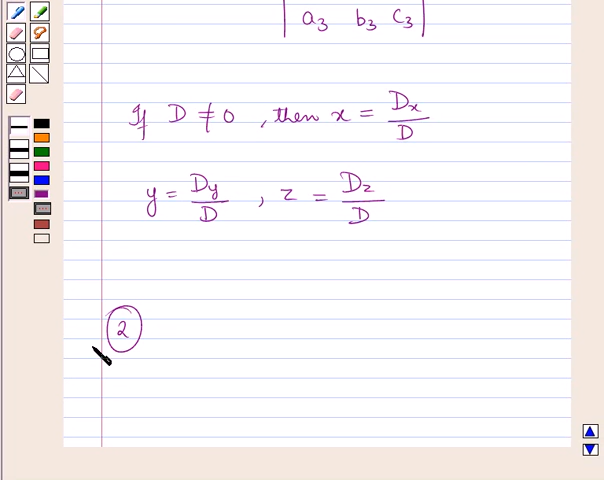 | a₃ b₃ c₃ |
If D ≠ 0 , then x = Dx/D
y = Dy/D , z = Dz/D
2